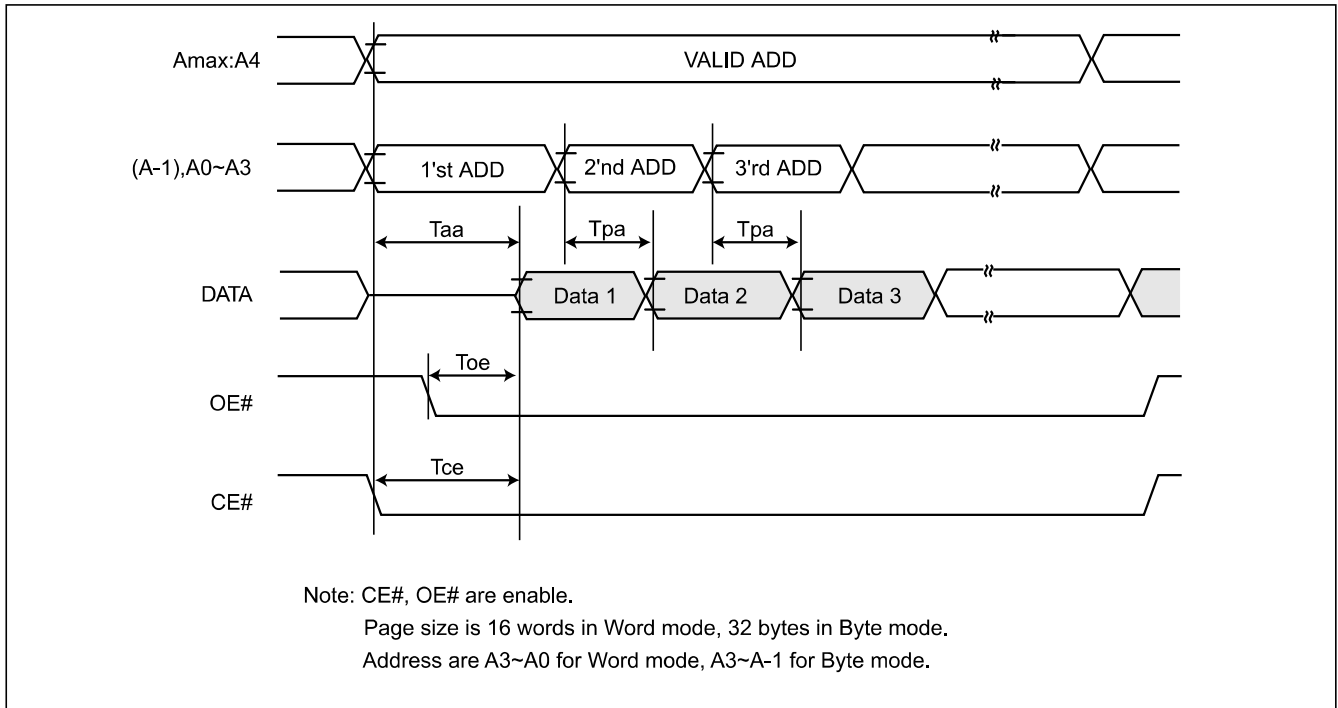 Amax:A4
VALID ADD
(A-1),A0~A3
1'st ADD
2'nd ADD
3'rd ADD
Taa
Tpa
Tpa
DATA
Data 1
Data 2
Data 3
Toe
OE#
Tce
CE#
Note: CE#, OE# are enable.
Page size is 16 words in Word mode, 32 bytes in Byte mode.
Address are A3~A0 for Word mode, A3~A-1 for Byte mode.